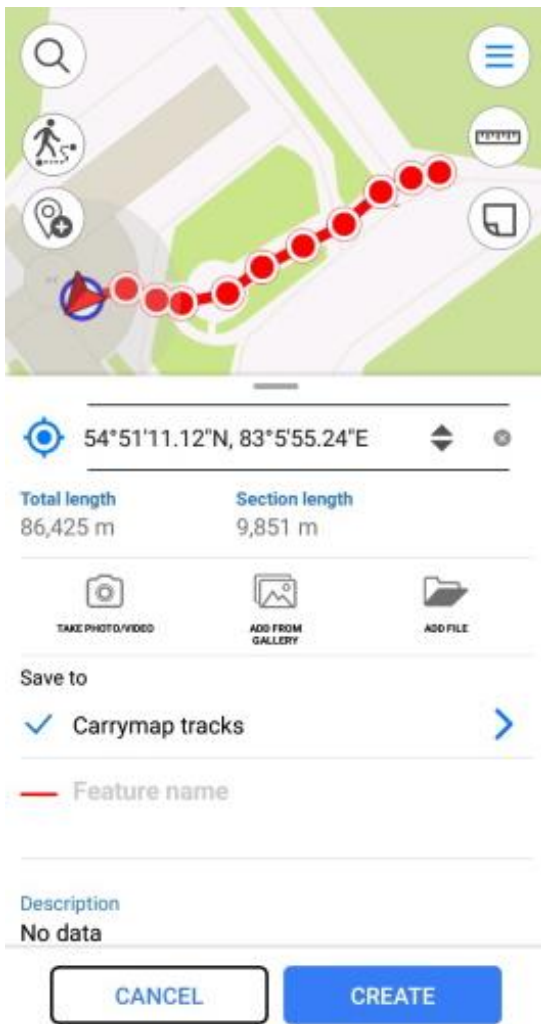 54°51'11.12"N, 83°5'55.24"E
Total length
Section length
86,425 m
9,851 m
TAKE PHOTO/VIDEO
ADD FROM
GALLERY
ADD FILE
Save to
Carrymap tracks
Feature name
Description
No data
CANCEL
CREATE